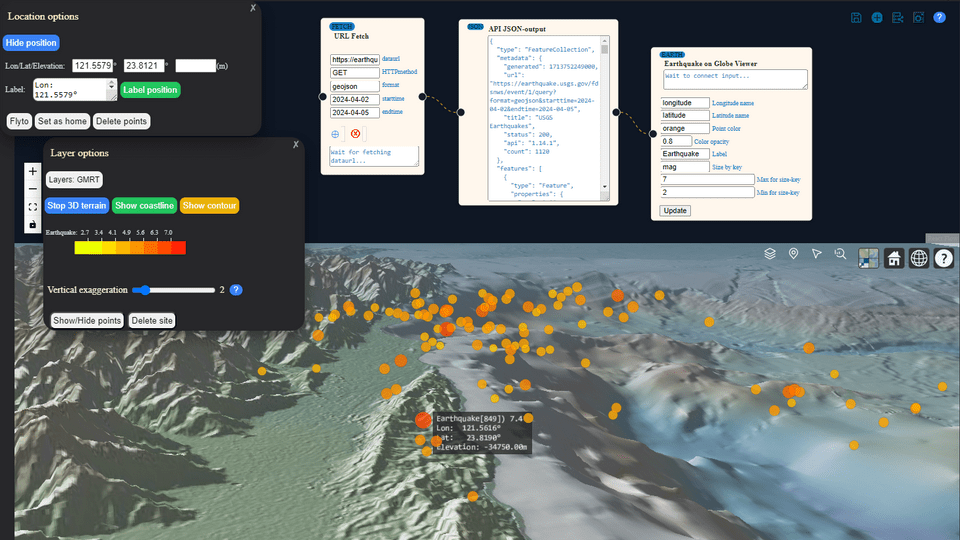 Location options
X
Hide position
Lon/Lat/Elevation: 121.5579 ° 23.8121 ° (m)
Label: Lon:
121.5579°
Label position
Flyto Set as home Delete points
Layer options
X
Layers: GMRT
Stop 3D terrain Show coastline Show contour
Earthquake: 2.7 3.4 4.1 4.9 5.6 6.3 7.0
Vertical exaggeration 2 ?
Show/Hide points Delete site
+
−
FETCH
URL Fetch
https://earthqu dataurl
GET HTTPmethod
geojson format
2024-04-02 starttime
2024-04-05 endtime
Wait for fetching
dataurl...
JSON
API JSON-output
{
"type": "FeatureCollection",
"metadata": {
"generated": 1713752249000,
"url":
"https://earthquake.usgs.gov/fd
snws/event/1/query?
format=geojson&starttime=2024-
04-02&endtime=2024-04-05",
"title": "USGS
Earthquakes",
"status": 200,
"api": "1.14.1",
"count": 1120
},
"features": [
{
"type": "Feature",
"properties": {
EARTH
Earthquake on Globe Viewer
Wait to connect input...
longitude Longitude name
latitude Latitude name
orange Point color
0.8 Color opacity
Earthquake Label
mag Size by key
7 Max for size-key
2 Min for size-key
Update
?
?
Earthquake[849]) 7.4
Lon: 121.5616°
Lat: 23.8190°
Elevation: -34750.00m